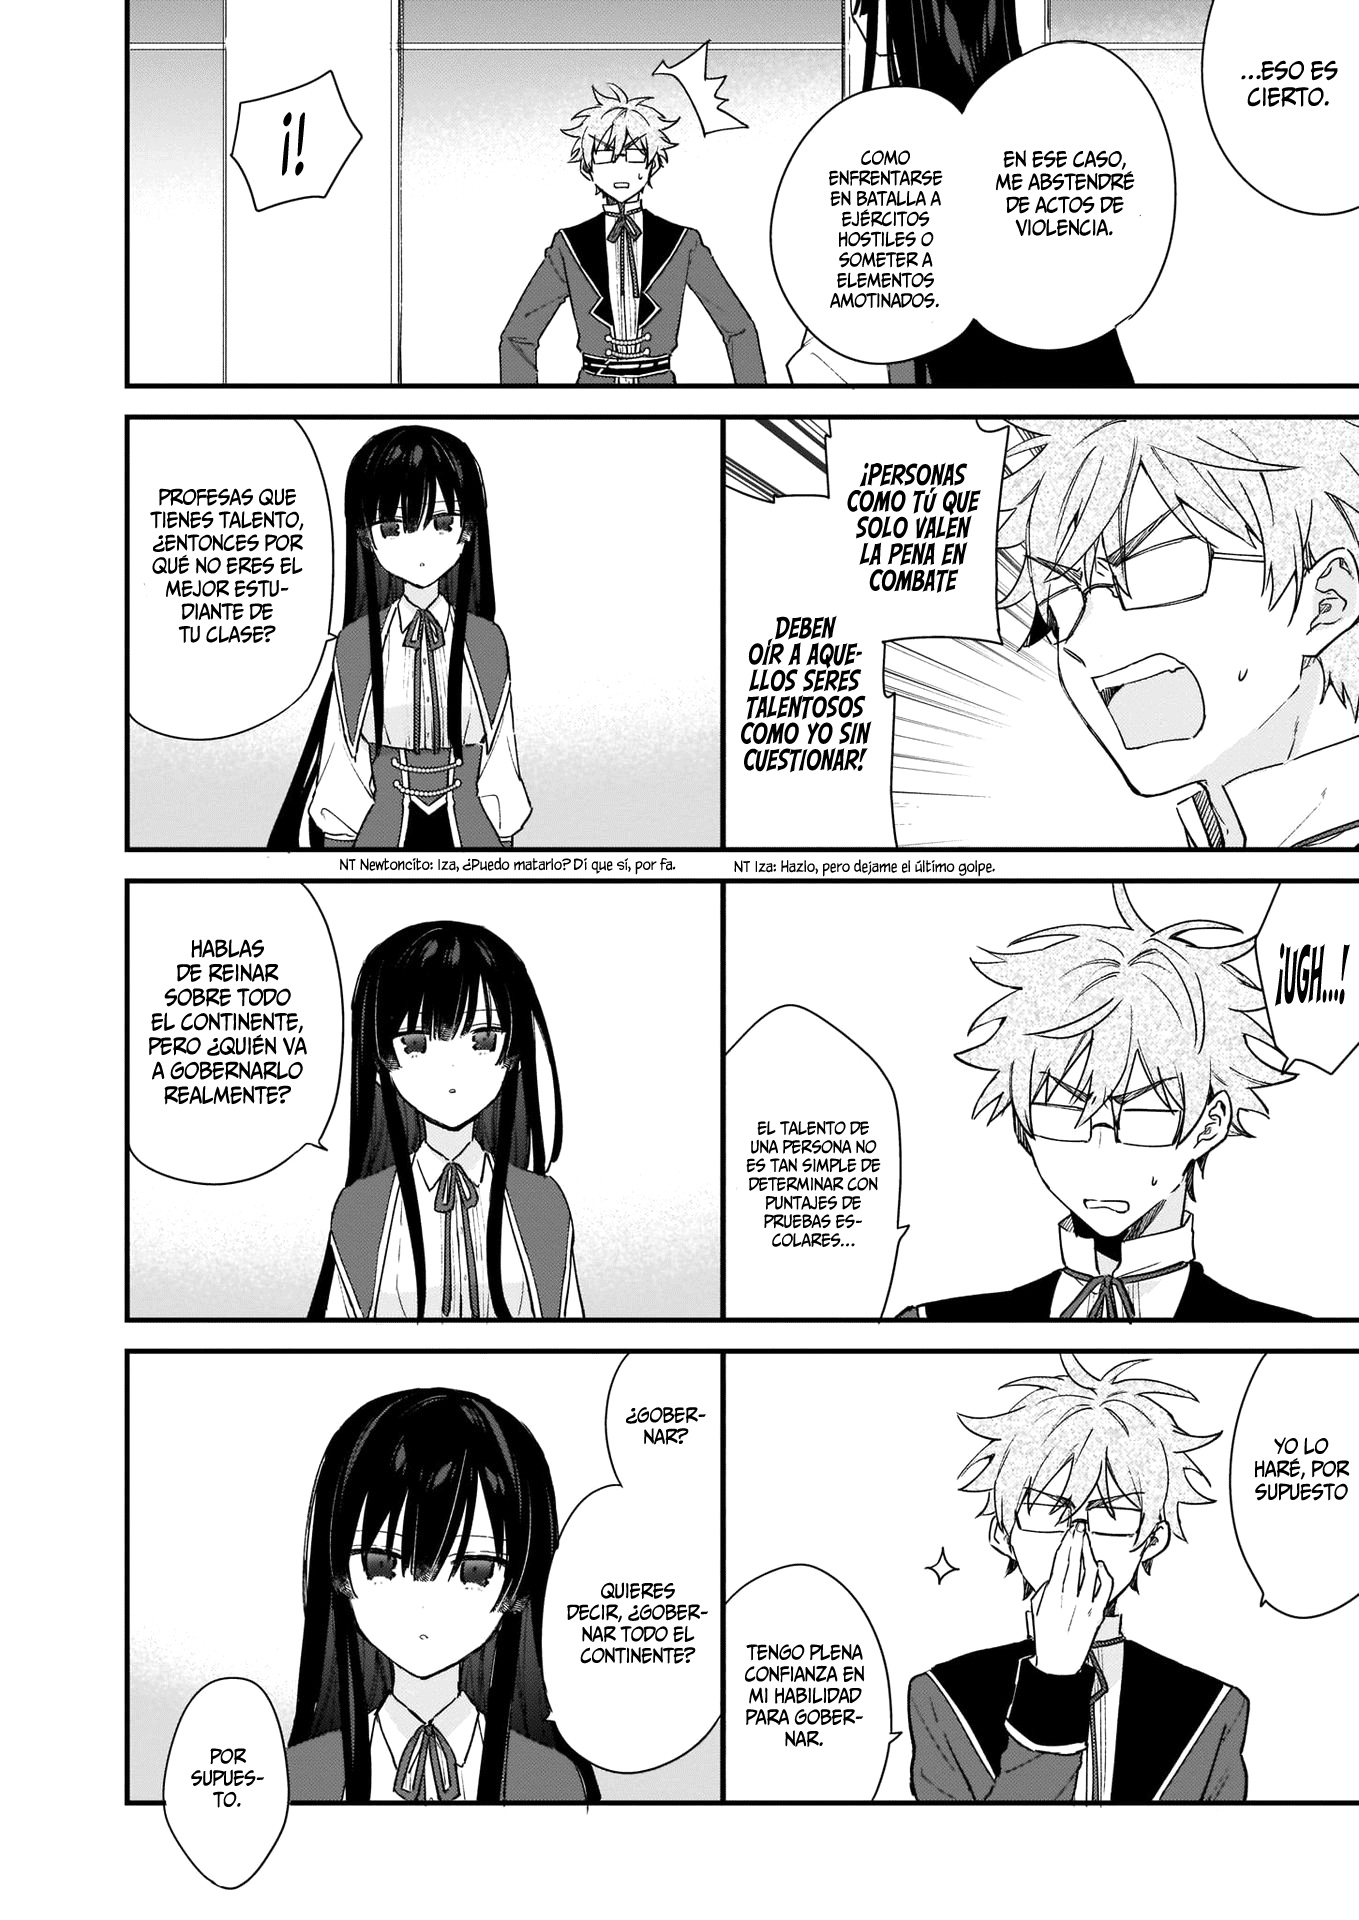 ...ESO ES
CIERTO.
EN ESE CASO,
ME ABSTENDRÉ
DE ACTOS DE
VIOLENCIA.
COMO
ENFRENTARSE
EN BATALLA A
EJÉRCITOS
HOSTILES O
SOMETER A
ELEMENTOS
AMOTINADOS.
¡!
¡PERSONAS
COMO TÚ QUE
SOLO VALEN
LA PENA EN
COMBATE
DEBEN
OÍR A AQUE-
LLOS SERES
TALENTOSOS
COMO YO SIN
CUESTIONAR!
PROFESAS QUE
TIENES TALENTO,
¿ENTONCES POR
QUÉ NO ERES EL
MEJOR ESTU-
DIANTE DE
TU CLASE?
NT Newtoncito: Iza, ¿Puedo matarlo? Di que sí, por fa.
NT Iza: Hazlo, pero dejame el último golpe.
¡UGH...,!
EL TALENTO DE
UNA PERSONA NO
ES TAN SIMPLE DE
DETERMINAR CON
PUNTAJES DE
PRUEBAS ES-
COLARES...
HABLAS
DE REINAR
SOBRE TODO
EL CONTINENTE,
PERO ¿QUIÉN VA
A GOBERNARLO
REALMENTE?
YO LO
HARÉ, POR
SUPUESTO
TENGO PLENA
CONFIANZA EN
MI HABILIDAD
PARA GOBER-
NAR.
¿GOBER-
NAR?
QUIERES
DECIR, ¿GOBER-
NAR TODO EL
CONTINENTE?
POR
SUPUES-
TO.